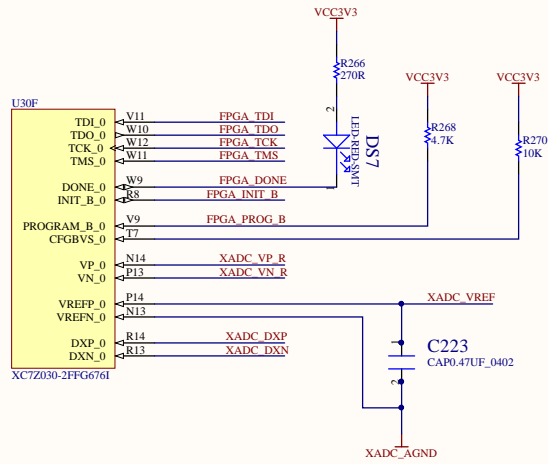 VCC3V3
R266
270R
VCC3V3
VCC3V3
2
DS7
LED-RED-SMT
1
R268
4.7K
R270
10K
U30F
TDI_0 V11 FPGA_TDI
TDO_0 W10 FPGA_TDO
TCK_0 W12 FPGA_TCK
TMS_0 W11 FPGA_TMS
DONE_0 W9 FPGA_DONE
INIT_B_0 R8 FPGA_INIT_B
PROGRAM_B_0 V9 FPGA_PROG_B
CFGBVS_0 T7
VP_0 N14 XADC_VP_R
VN_0 P13 XADC_VN_R
VREFP_0 P14 XADC_VREF
VREFN_0 N13
DXP_0 R14 XADC_DXP
DXN_0 R13 XADC_DXN
XC7Z030-2FFG676I
1
C223
CAP0.47UF_0402
2
XADC_AGND